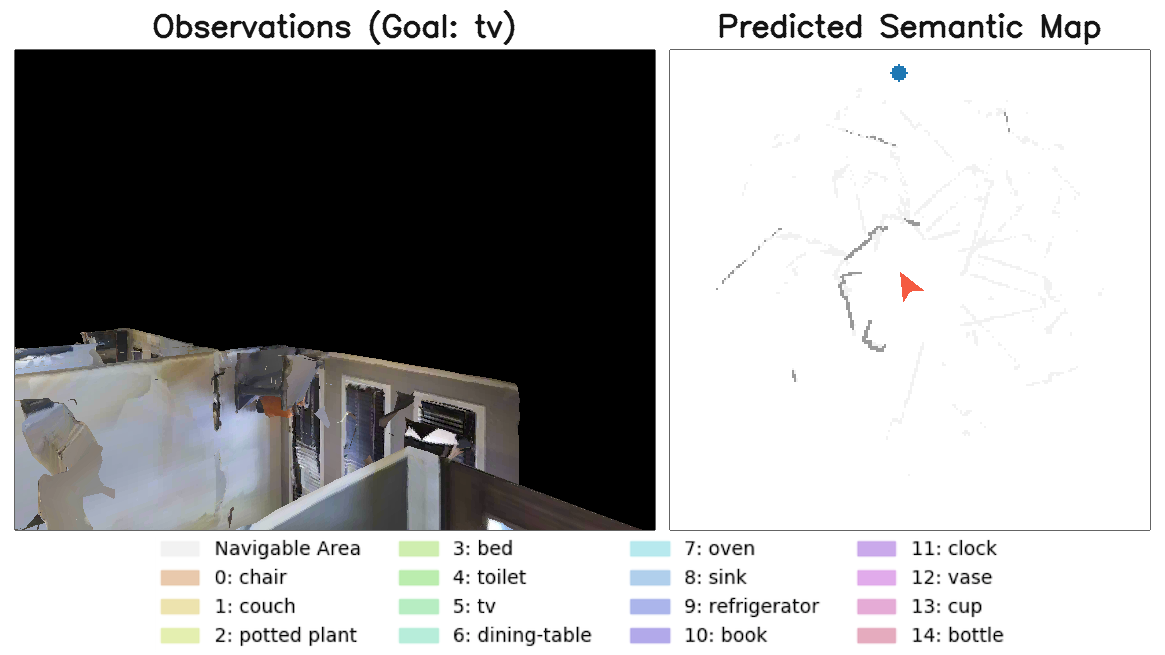 Observations (Goal: tv)
Predicted Semantic Map
Navigable Area
0: chair
1: couch
2: potted plant
3: bed
4: toilet
5: tv
6: dining-table
7: oven
8: sink
9: refrigerator
10: book
11: clock
12: vase
13: cup
14: bottle